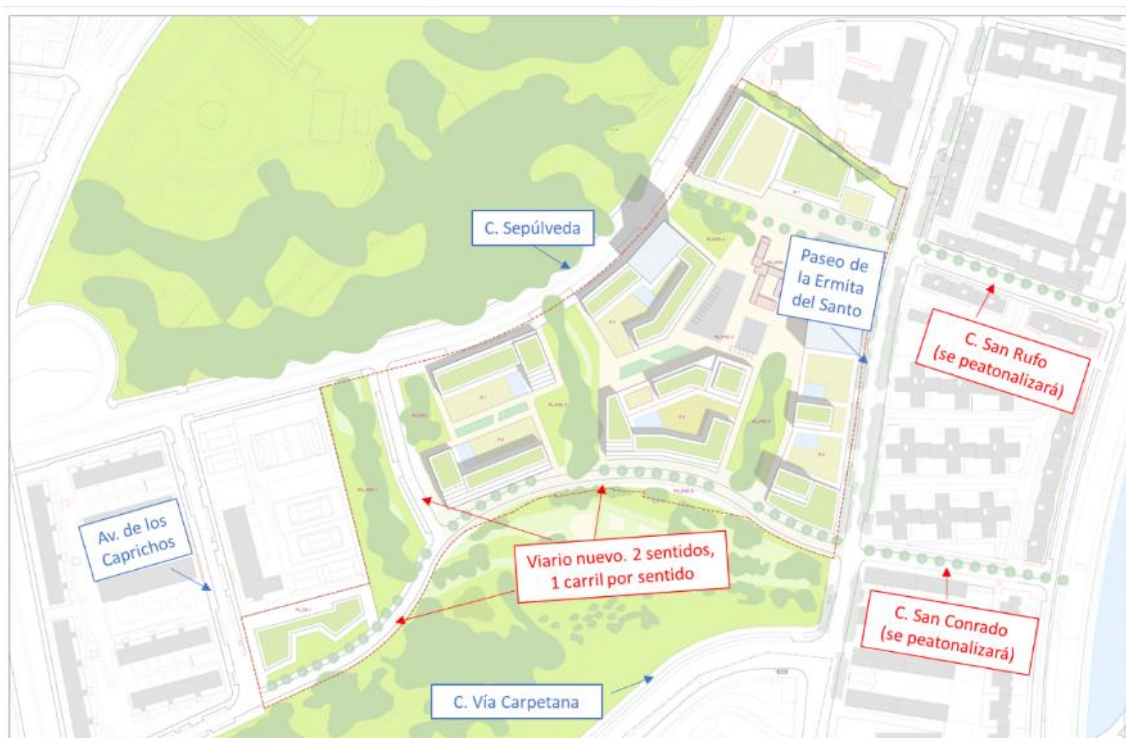 C. Sepúlveda
Paseo de
la Ermita
del Santo
C. San Rufo
(se peatonalizará)
Av. de los
Caprichos
Viario nuevo. 2 sentidos,
1 carril por sentido
C. San Conrado
(se peatonalizará)
C. Vía Carpetana